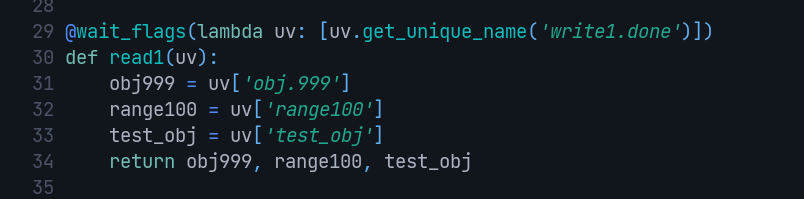 28
29 @wait_flags(lambda uv: [uv.get_unique_name('write1.done')])
30 def read1(uv):
31     obj999 = uv['obj.999']
32     range100 = uv['range100']
33     test_obj = uv['test_obj']
34     return obj999, range100, test_obj
35